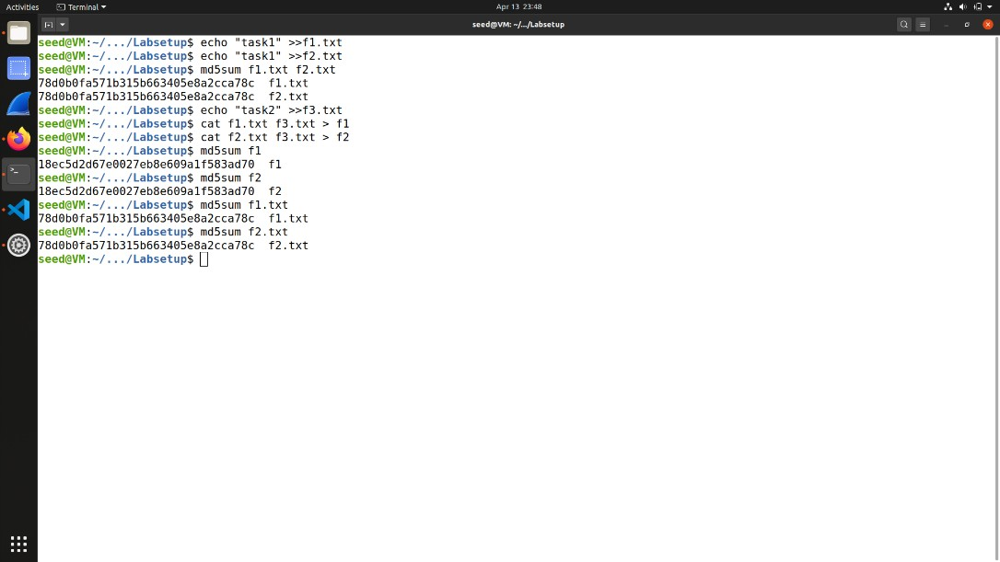 Activities
Terminal
Apr 13 23:48
seed@VM: ~/.../Labsetup
seed@VM:~/.../Labsetup$ echo "task1" >>f1.txt
seed@VM:~/.../Labsetup$ echo "task1" >>f2.txt
seed@VM:~/.../Labsetup$ md5sum f1.txt f2.txt
78d0b0fa571b315b663405e8a2cca78c  f1.txt
78d0b0fa571b315b663405e8a2cca78c  f2.txt
seed@VM:~/.../Labsetup$ echo "task2" >>f3.txt
seed@VM:~/.../Labsetup$ cat f1.txt f3.txt > f1
seed@VM:~/.../Labsetup$ cat f2.txt f3.txt > f2
seed@VM:~/.../Labsetup$ md5sum f1
18ec5d2d67e0027eb8e609a1f583ad70  f1
seed@VM:~/.../Labsetup$ md5sum f2
18ec5d2d67e0027eb8e609a1f583ad70  f2
seed@VM:~/.../Labsetup$ md5sum f1.txt
78d0b0fa571b315b663405e8a2cca78c  f1.txt
seed@VM:~/.../Labsetup$ md5sum f2.txt
78d0b0fa571b315b663405e8a2cca78c  f2.txt
seed@VM:~/.../Labsetup$